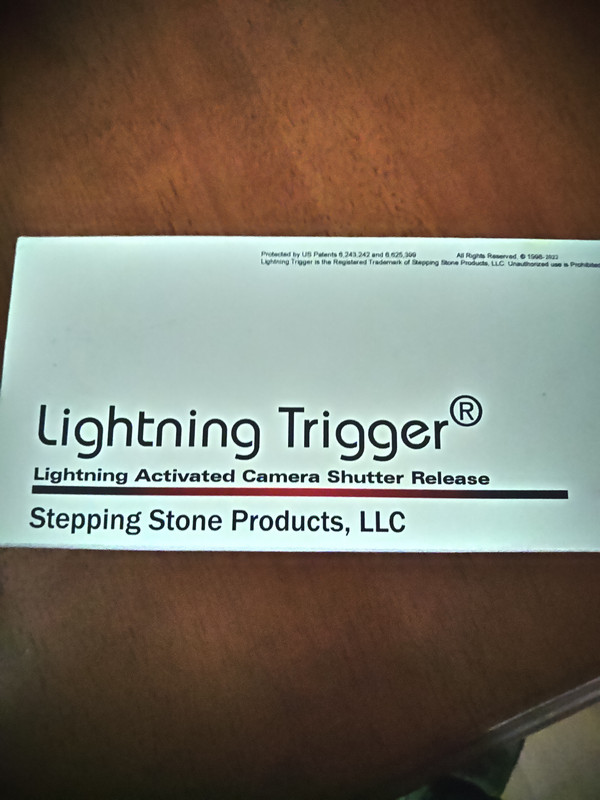 Protected by US Patents 6,243,242 and 6,625,399 All Rights Reserved. © 1998-2022
Lightning Trigger is the Registered Trademark of Stepping Stone Products, LLC. Unauthorized use is Prohibited
Lightning Trigger®
Lightning Activated Camera Shutter Release
Stepping Stone Products, LLC